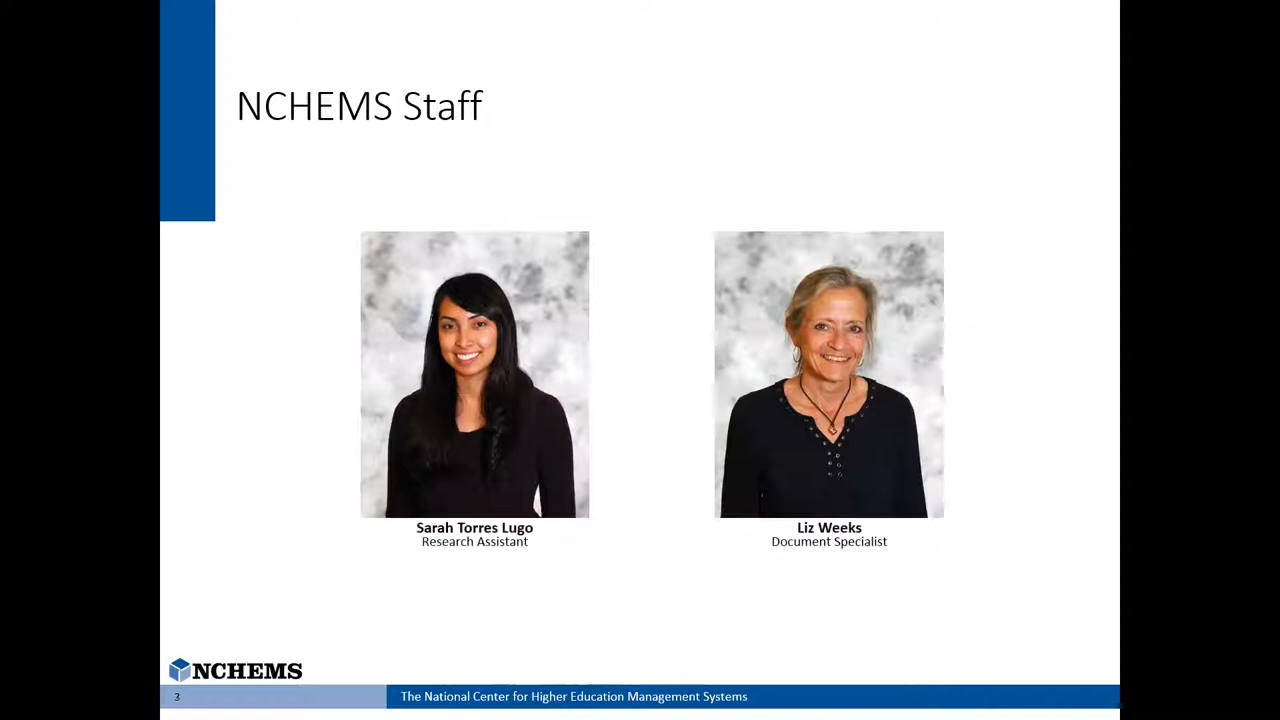 NCHEMS Staff
Sarah Torres Lugo
Research Assistant
Liz Weeks
Document Specialist
NCHEMS
3
The National Center for Higher Education Management Systems